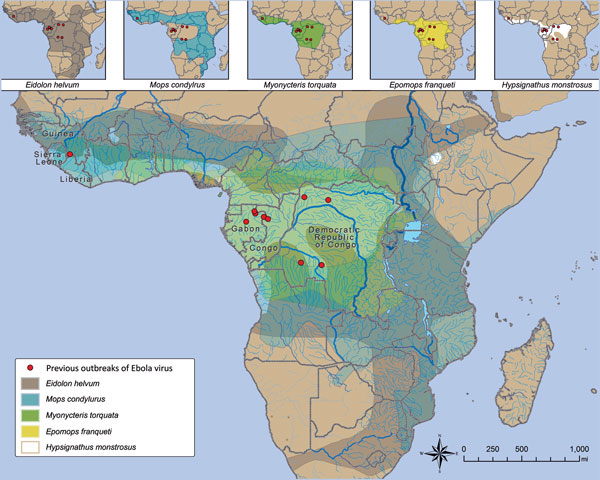 Eidolon helvum
Mops condylrus
Myonycteris torquata
Epomops franqueti
Hypsignathus monstrosus
Guinea
Sierra
Leone
Liberia
Gabon
Congo
Democratic
Republic
of Congo
Previous outbreaks of Ebola virus
Eidolon helvum
Mops condylurus
Myonycteris torquata
Epomops franqueti
Hypsignathus monstrosus
N
W E
S
0 250 500 1,000
mi